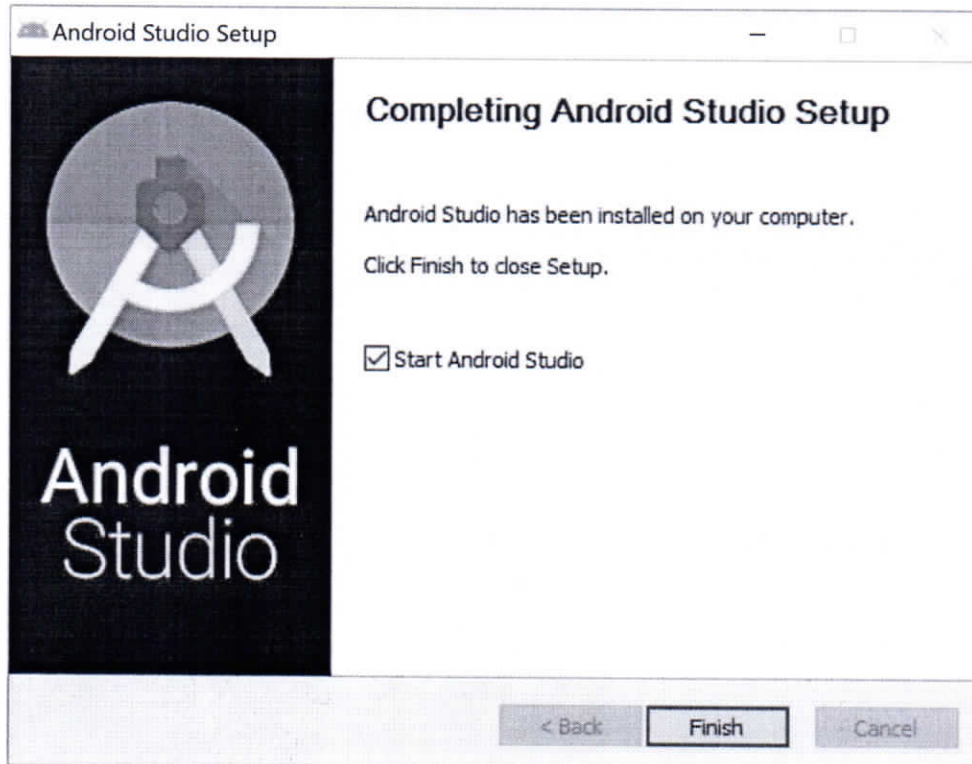 Android Studio Setup
Completing Android Studio Setup
Android Studio has been installed on your computer.
Click Finish to close Setup.
Start Android Studio
Android
Studio
< Back
Finish
Cancel